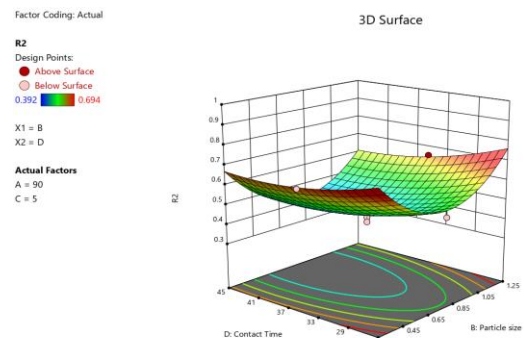 Factor Coding: Actual
3D Surface
R2
Design Points:
Above Surface
Below Surface
0.392 0.694
X1 = B
X2 = D
Actual Factors
A = 90
C = 5
R2
1
0.9
0.8
0.7
0.6
0.5
0.4
0.3
45
41
37
33
29
D: Contact Time
0.45
0.65
0.85
1.05
1.25
B: Particle size